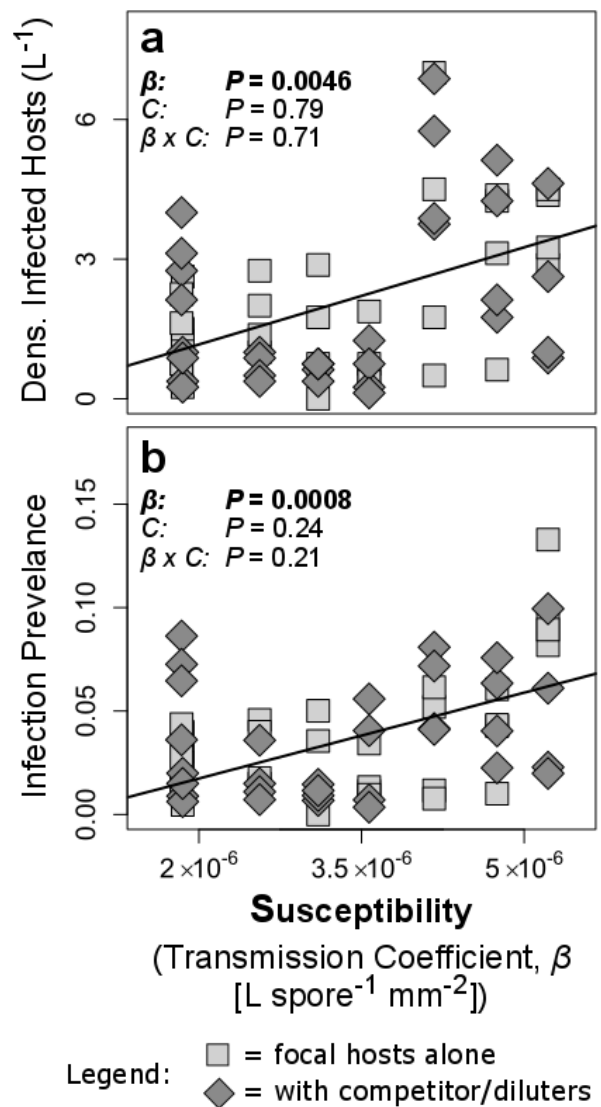 a
β: P = 0.0046
C: P = 0.79
β x C: P = 0.71
Dens. Infected Hosts (L⁻¹)
6
3
0
b
β: P = 0.0008
C: P = 0.24
β x C: P = 0.21
Infection Prevelance
0.15
0.10
0.05
0.00
2×10⁻⁶ 3.5×10⁻⁶ 5×10⁻⁶
Susceptibility
(Transmission Coefficient, β
[L spore⁻¹ mm⁻²])
Legend:
= focal hosts alone
= with competitor/diluters